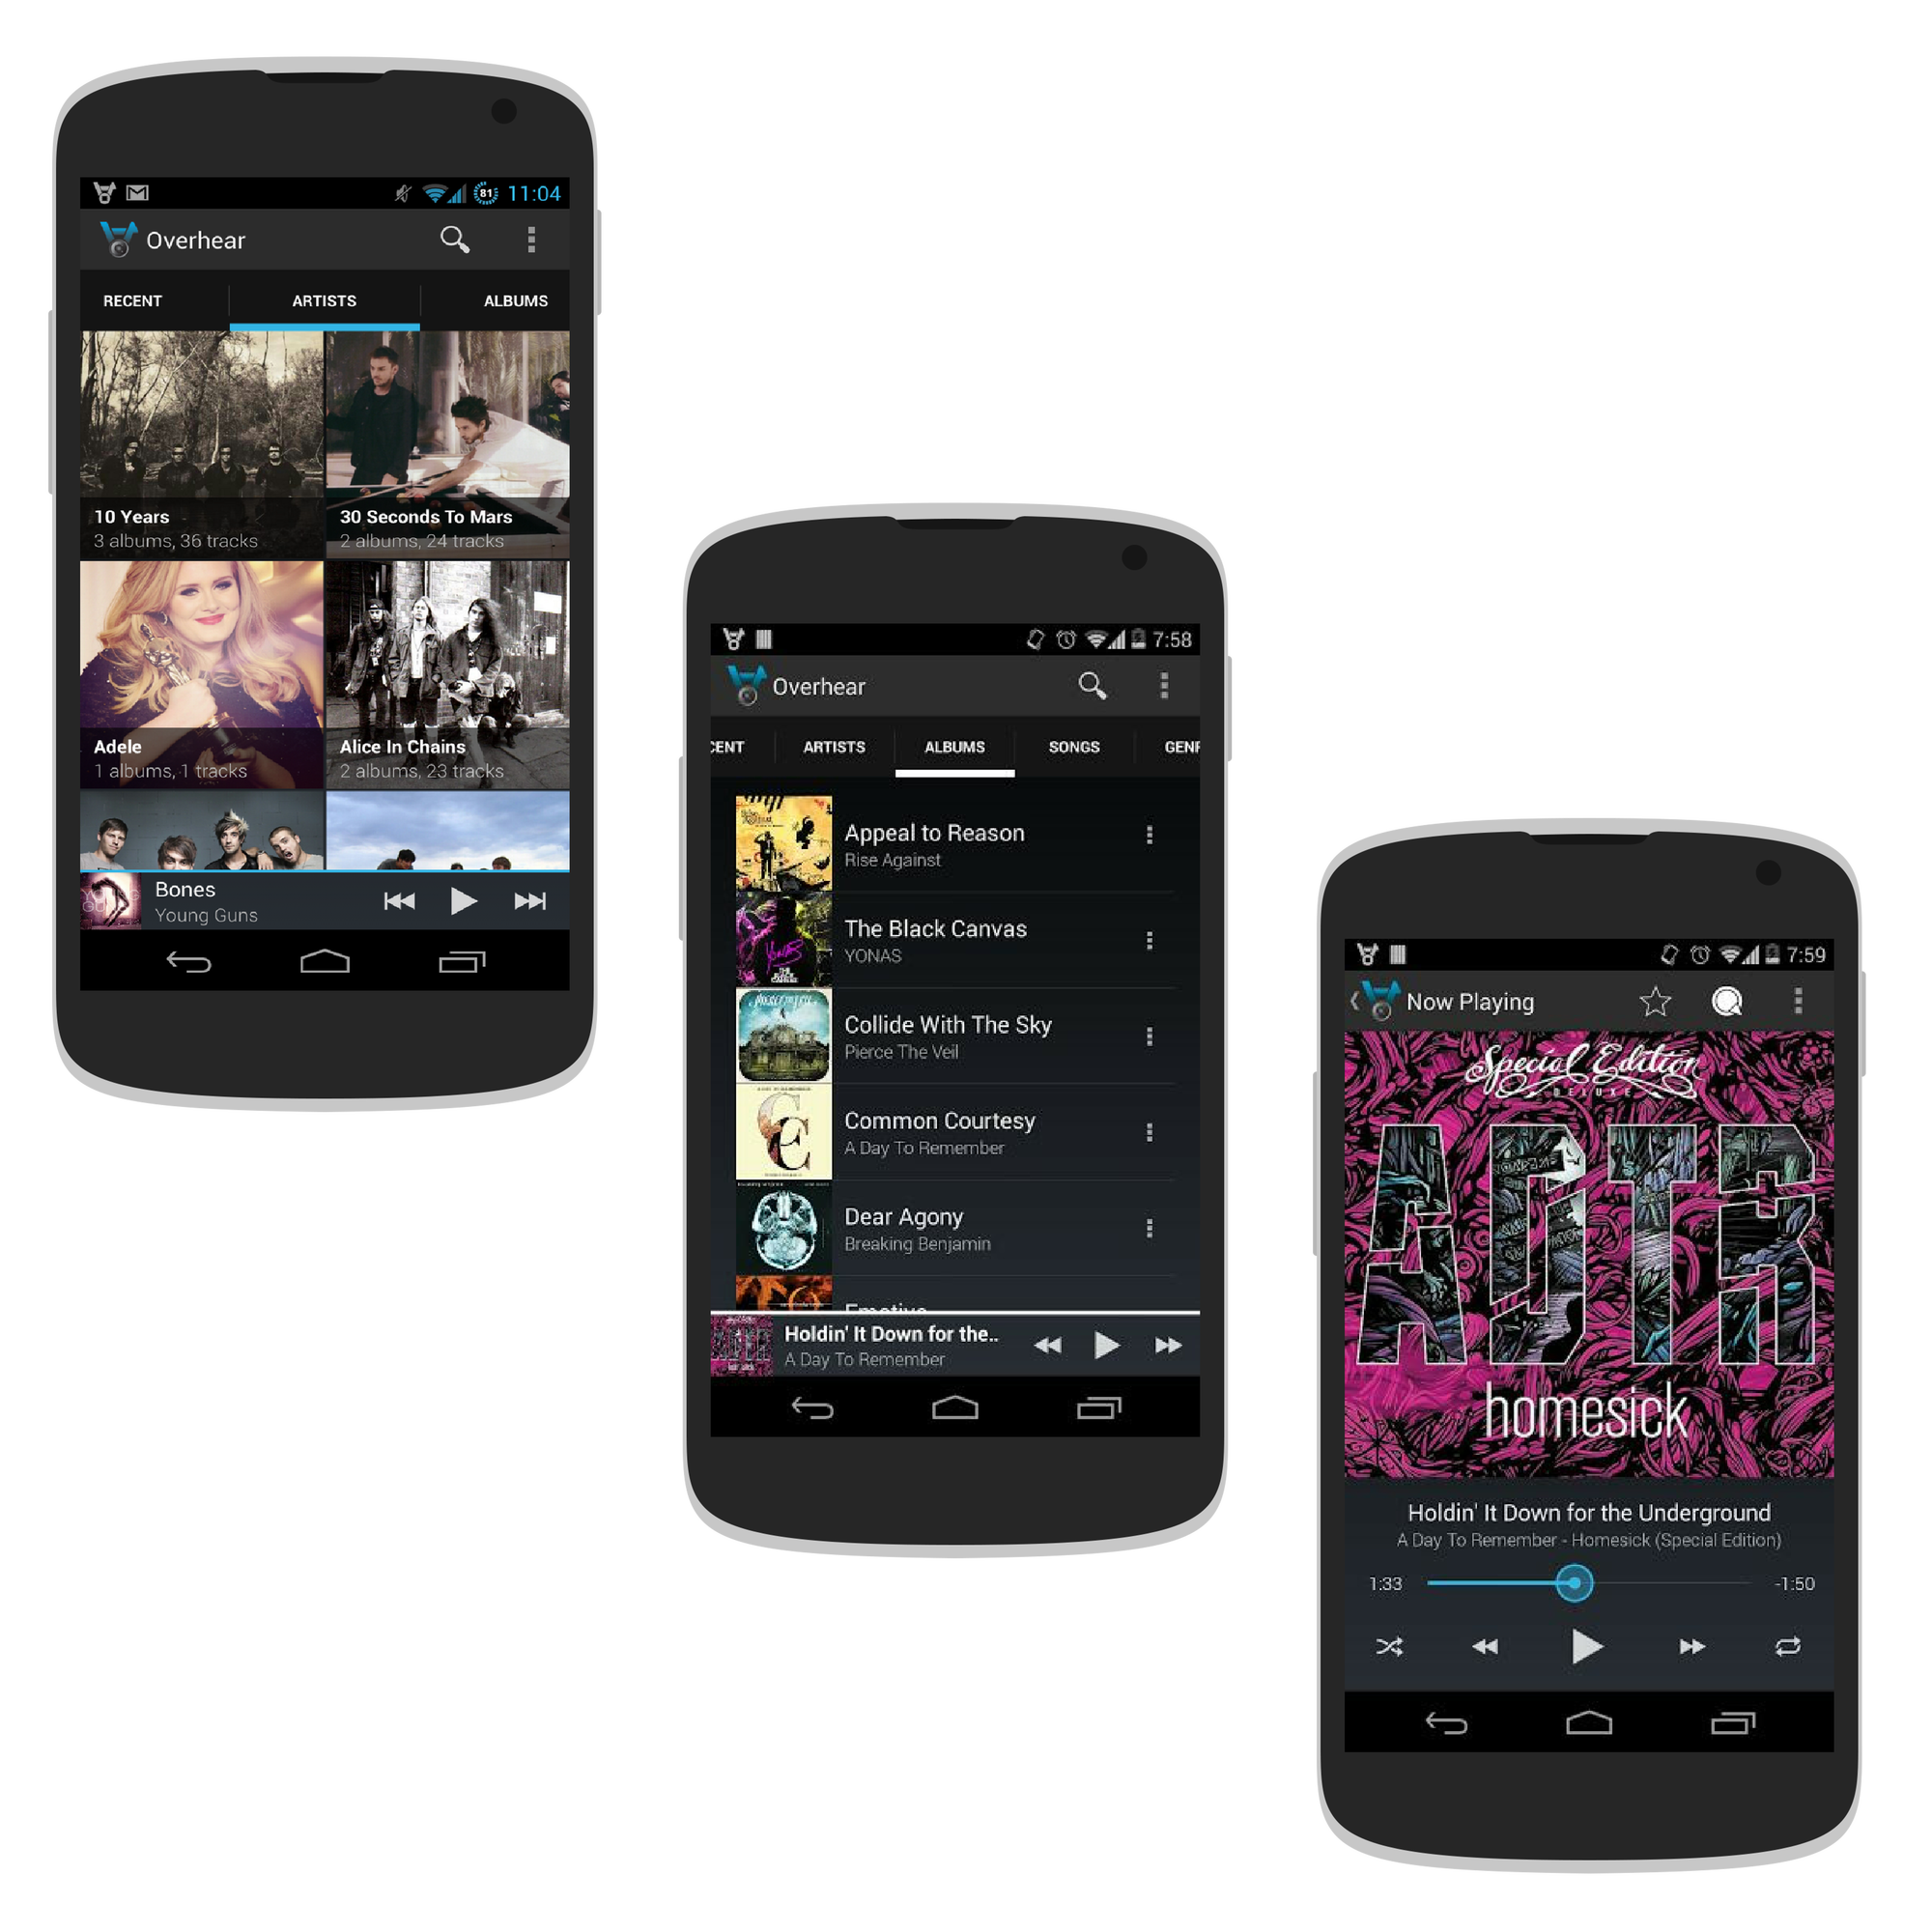 81 11:04
Overhear
RECENT ARTISTS ALBUMS
10 Years
3 albums, 36 tracks
30 Seconds To Mars
2 albums, 24 tracks
Adele
1 albums, 1 tracks
Alice In Chains
2 albums, 23 tracks
Bones
Young Guns
7:58
Overhear
CENT ARTISTS ALBUMS SONGS GENR
Appeal to Reason
Rise Against
The Black Canvas
YONAS
Collide With The Sky
Pierce The Veil
Common Courtesy
A Day To Remember
Dear Agony
Breaking Benjamin
Emotive
Holdin' It Down for the..
A Day To Remember
7:59
Now Playing
Special Edition
DELUXE
ADTR
homesick
Holdin' It Down for the Underground
A Day To Remember - Homesick (Special Edition)
1:33 -1:50